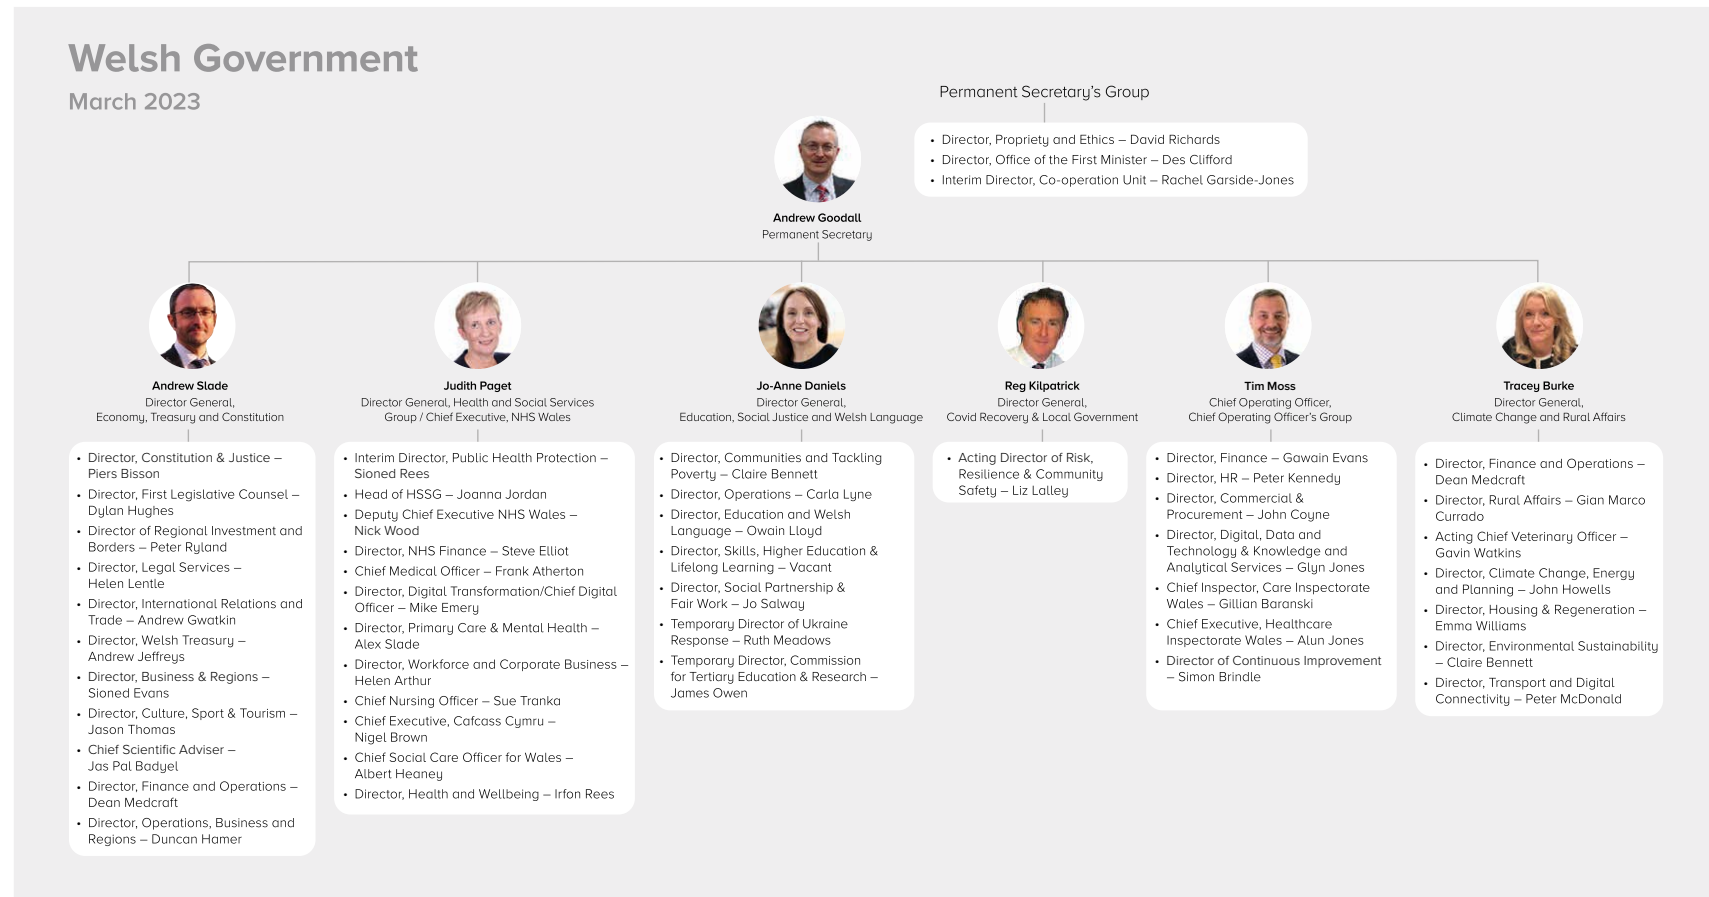 Welsh Government
March 2023
Permanent Secretary's Group
• Director, Propriety and Ethics – David Richards
• Director, Office of the First Minister – Des Clifford
• Interim Director, Co-operation Unit – Rachel Garside-Jones
Andrew Goodall
Permanent Secretary
Andrew Slade
Director General,
Economy, Treasury and Constitution
• Director, Constitution & Justice –
Piers Bisson
• Director, First Legislative Counsel –
Dylan Hughes
• Director of Regional Investment and
Borders – Peter Ryland
• Director, Legal Services –
Helen Lentle
• Director, International Relations and
Trade – Andrew Gwatkin
• Director, Welsh Treasury –
Andrew Jeffreys
• Director, Business & Regions –
Sioned Evans
• Director, Culture, Sport & Tourism –
Jason Thomas
• Chief Scientific Adviser –
Jas Pal Badyel
• Director, Finance and Operations –
Dean Medcraft
• Director, Operations, Business and
Regions – Duncan Hamer
Judith Paget
Director General, Health and Social Services
Group / Chief Executive, NHS Wales
• Interim Director, Public Health Protection –
Sioned Rees
• Head of HSSG – Joanna Jordan
• Deputy Chief Executive NHS Wales –
Nick Wood
• Director, NHS Finance – Steve Elliot
• Chief Medical Officer – Frank Atherton
• Director, Digital Transformation/Chief Digital
Officer – Mike Emery
• Director, Primary Care & Mental Health –
Alex Slade
• Director, Workforce and Corporate Business –
Helen Arthur
• Chief Nursing Officer – Sue Tranka
• Chief Executive, Cafcass Cymru –
Nigel Brown
• Chief Social Care Officer for Wales –
Albert Heaney
• Director, Health and Wellbeing – Irfon Rees
Jo-Anne Daniels
Director General,
Education, Social Justice and Welsh Language
• Director, Communities and Tackling
Poverty – Claire Bennett
• Director, Operations – Carla Lyne
• Director, Education and Welsh
Language – Owain Lloyd
• Director, Skills, Higher Education &
Lifelong Learning – Vacant
• Director, Social Partnership &
Fair Work – Jo Salway
• Temporary Director of Ukraine
Response – Ruth Meadows
• Temporary Director, Commission
for Tertiary Education & Research –
James Owen
Reg Kilpatrick
Director General,
Covid Recovery & Local Government
• Acting Director of Risk,
Resilience & Community
Safety – Liz Lalley
Tim Moss
Chief Operating Officer,
Chief Operating Officer's Group
• Director, Finance – Gawain Evans
• Director, HR – Peter Kennedy
• Director, Commercial &
Procurement – John Coyne
• Director, Digital, Data and
Technology & Knowledge and
Analytical Services – Glyn Jones
• Chief Inspector, Care Inspectorate
Wales – Gillian Baranski
• Chief Executive, Healthcare
Inspectorate Wales – Alun Jones
• Director of Continuous Improvement
– Simon Brindle
Tracey Burke
Director General,
Climate Change and Rural Affairs
• Director, Finance and Operations –
Dean Medcraft
• Director, Rural Affairs – Gian Marco
Currado
• Acting Chief Veterinary Officer –
Gavin Watkins
• Director, Climate Change, Energy
and Planning – John Howells
• Director, Housing & Regeneration –
Emma Williams
• Director, Environmental Sustainability
– Claire Bennett
• Director, Transport and Digital
Connectivity – Peter McDonald